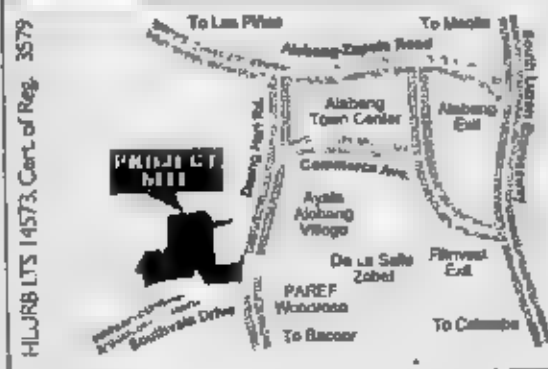 HLURB LTS 14573, Cert. of Reg. 3579
To Las Piñas
To Manila
Alabang-Zapote Road
South Luzon Expressway
Alabang
Town Center
Alabang
Exit
Daang Hari Rd.
Commerce Ave.
PROJECT
SITE
Ayala
Alabang
Village
De La Salle
Zobel
Filinvest
Exit
PAREF
Woodrose
Southvale Drive
To Bacoor
To Calamba